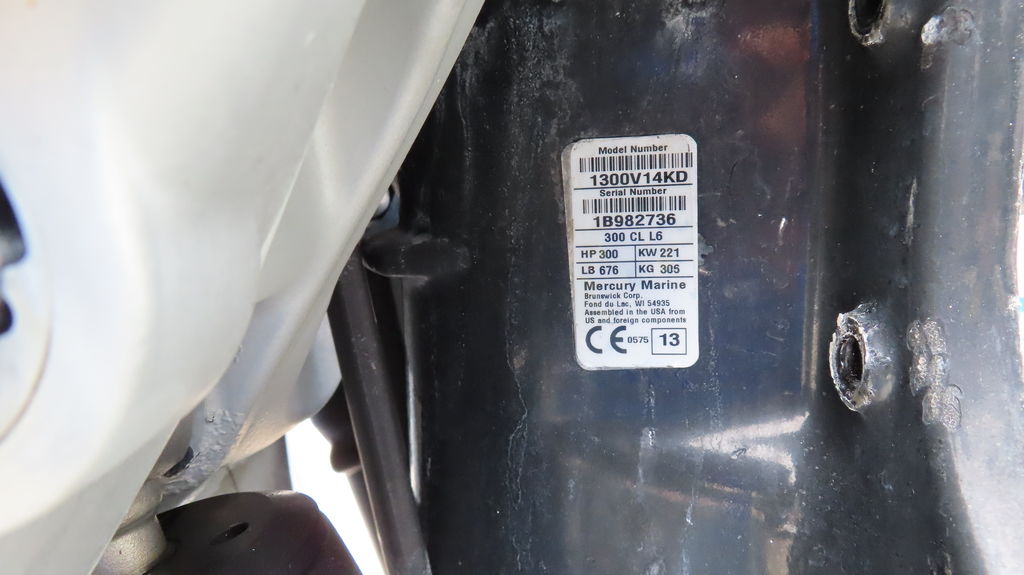 Model Number
1300V14KD
Serial Number
1B982736
300 CL L6
HP 300 KW 221
LB 676 KG 305
Mercury Marine
Brunswick Corp.
Fond du Lac, WI 54935
Assembled in the USA from
US and foreign components
CE 0575 13